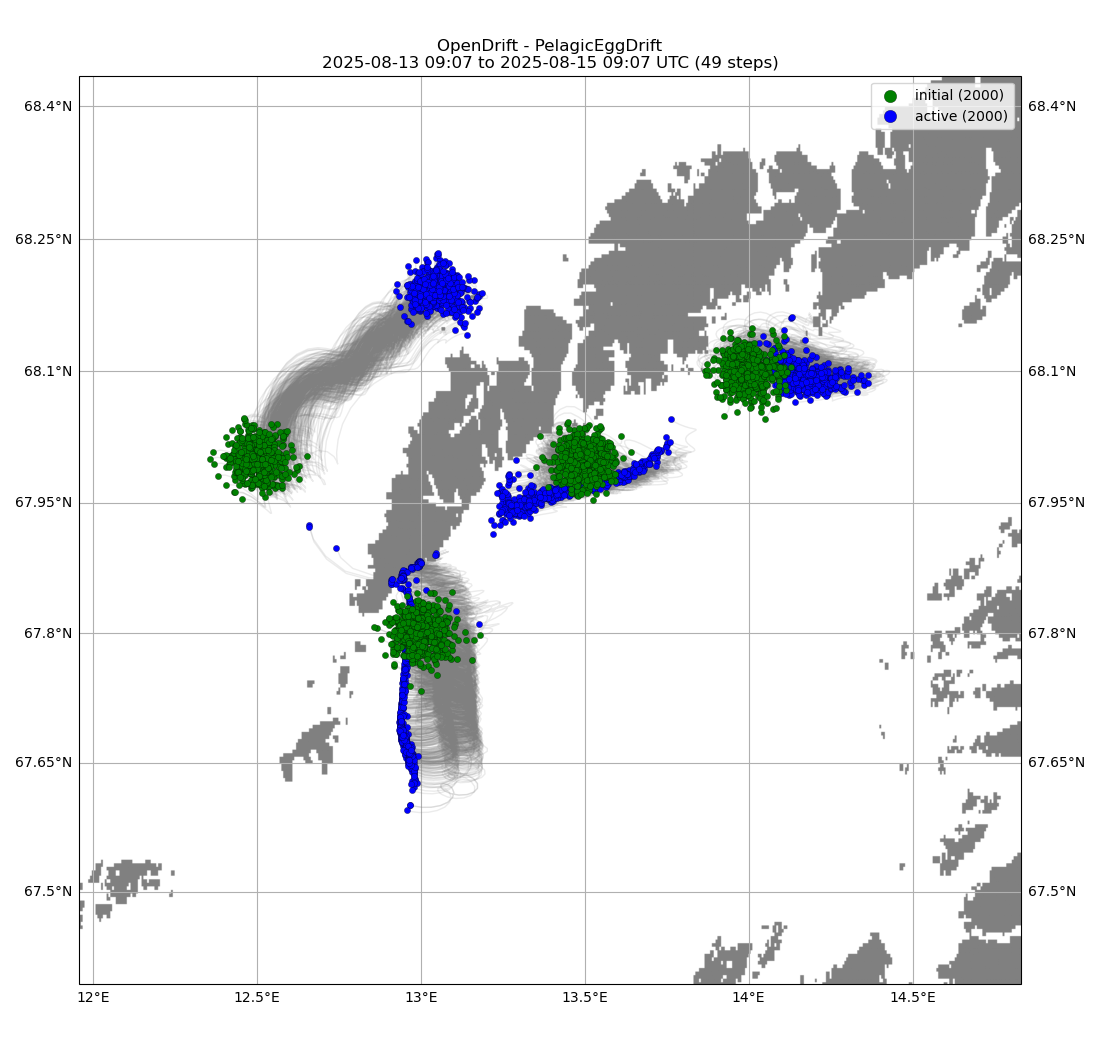 OpenDrift - PelagicEggDrift
2025-08-13 09:07 to 2025-08-15 09:07 UTC (49 steps)
initial (2000)
active (2000)
68.4°N
68.4°N
68.25°N
68.25°N
68.1°N
68.1°N
67.95°N
67.95°N
67.8°N
67.8°N
67.65°N
67.65°N
67.5°N
67.5°N
12°E
12.5°E
13°E
13.5°E
14°E
14.5°E